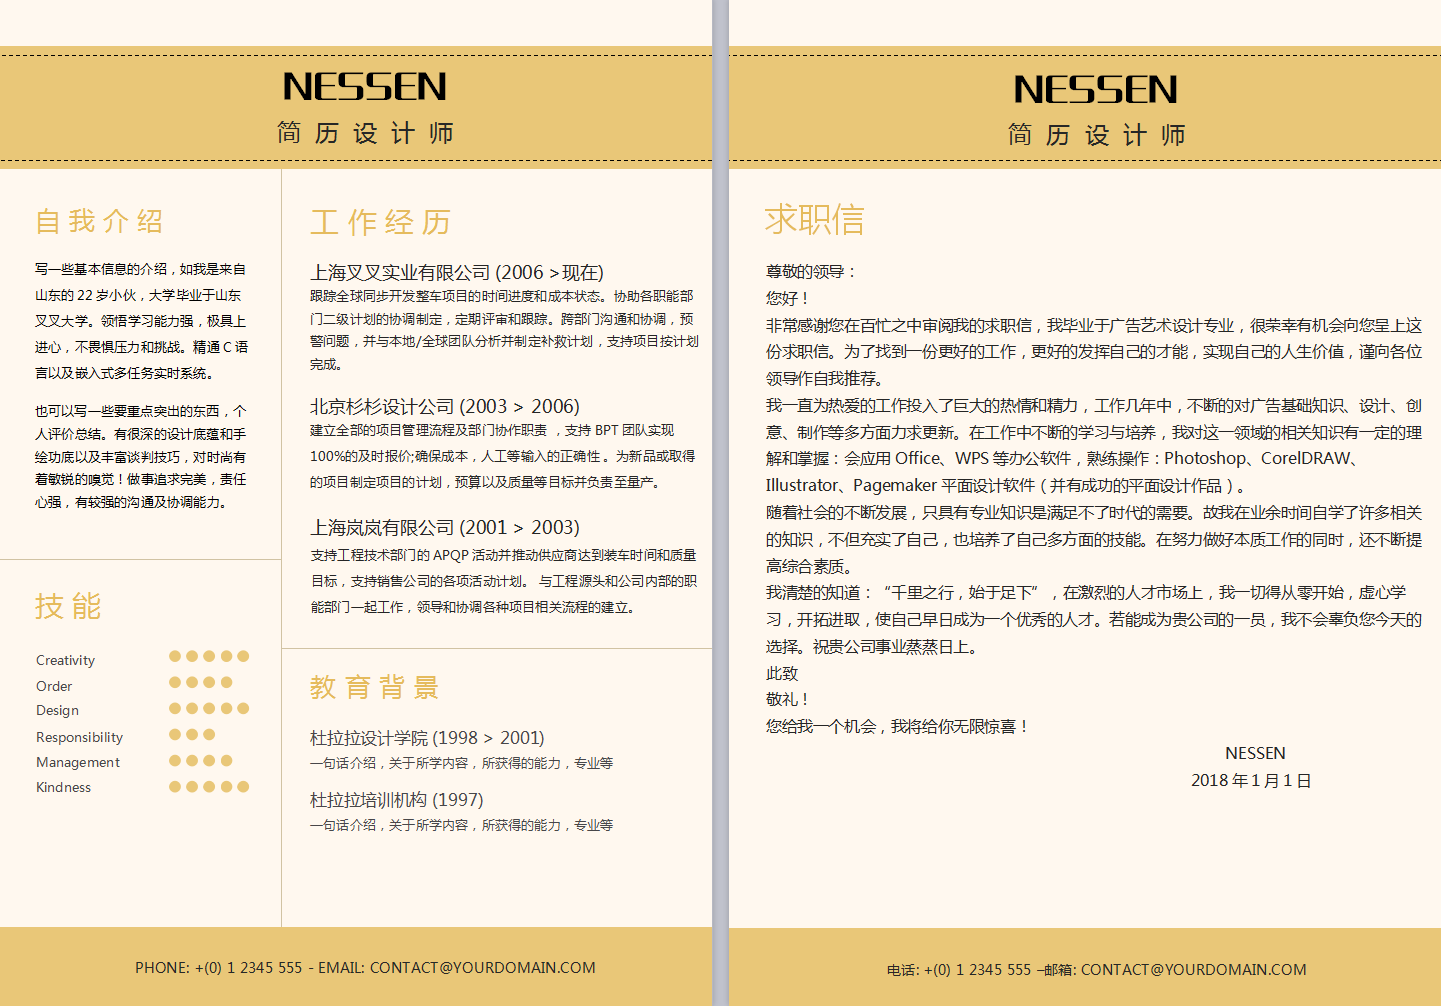 NESSEN
简历设计师
自我介绍
写一些基本信息的介绍，如我是来自
山东的 22 岁小伙，大学毕业于山东
叉叉大学。领悟学习能力强，极具上
进心，不畏惧压力和挑战。精通 C 语
言以及嵌入式多任务实时系统。
也可以写一些要重点突出的东西，个
人评价总结。有很深的设计底蕴和手
绘功底以及丰富谈判技巧，对时尚有
着敏锐的嗅觉！做事追求完美，责任
心强，有较强的沟通及协调能力。
技能
Creativity
Order
Design
Responsibility
Management
Kindness
工作经历
上海叉叉实业有限公司 (2006 >现在)
跟踪全球同步开发整车项目的时间进度和成本状态。协助各职能部
门二级计划的协调制定，定期评审和跟踪。跨部门沟通和协调，预
警问题，并与本地/全球团队分析并制定补救计划，支持项目按计划
完成。
北京杉杉设计公司 (2003 > 2006)
建立全部的项目管理流程及部门协作职责 ，支持 BPT 团队实现
100%的及时报价;确保成本，人工等输入的正确性 。为新品或取得
的项目制定项目的计划，预算以及质量等目标并负责至量产。
上海岚岚有限公司 (2001 > 2003)
支持工程技术部门的 APQP 活动并推动供应商达到装车时间和质量
目标，支持销售公司的各项活动计划。 与工程源头和公司内部的职
能部门一起工作，领导和协调各种项目相关流程的建立。
教育背景
杜拉拉设计学院 (1998 > 2001)
一句话介绍，关于所学内容，所获得的能力，专业等
杜拉拉培训机构 (1997)
一句话介绍，关于所学内容，所获得的能力，专业等
PHONE: +(0) 1 2345 555 - EMAIL: CONTACT@YOURDOMAIN.COM
NESSEN
简历设计师
求职信
尊敬的领导：
您好！
非常感谢您在百忙之中审阅我的求职信，我毕业于广告艺术设计专业，很荣幸有机会向您呈上这
份求职信。为了找到一份更好的工作，更好的发挥自己的才能，实现自己的人生价值，谨向各位
领导作自我推荐。
我一直为热爱的工作投入了巨大的热情和精力，工作几年中，不断的对广告基础知识、设计、创
意、制作等多方面力求更新。在工作中不断的学习与培养，我对这一领域的相关知识有一定的理
解和掌握：会应用 Office、WPS 等办公软件，熟练操作：Photoshop、CorelDRAW、
Illustrator、Pagemaker 平面设计软件（并有成功的平面设计作品）。
随着社会的不断发展，只具有专业知识是满足不了时代的需要。故我在业余时间自学了许多相关
的知识，不但充实了自己，也培养了自己多方面的技能。在努力做好本质工作的同时，还不断提
高综合素质。
我清楚的知道：“千里之行，始于足下”，在激烈的人才市场上，我一切得从零开始，虚心学
习，开拓进取，使自己早日成为一个优秀的人才。若能成为贵公司的一员，我不会辜负您今天的
选择。祝贵公司事业蒸蒸日上。
此致
敬礼！
您给我一个机会，我将给你无限惊喜！
NESSEN
2018 年 1 月 1 日
电话: +(0) 1 2345 555 –邮箱: CONTACT@YOURDOMAIN.COM